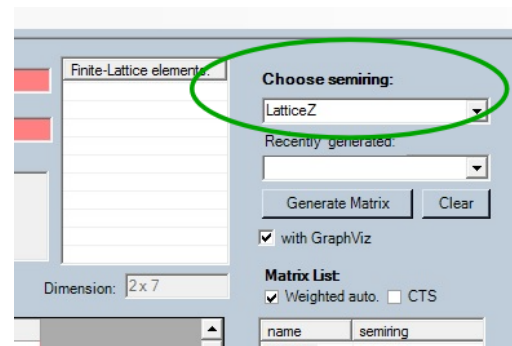 Finite-Lattice elements:
Choose semiring:
LatticeZ
Recently generated:
Generate Matrix
Clear
with GraphViz
Dimension:
2 x 7
Matrix List:
Weighted auto.
CTS
name
semiring